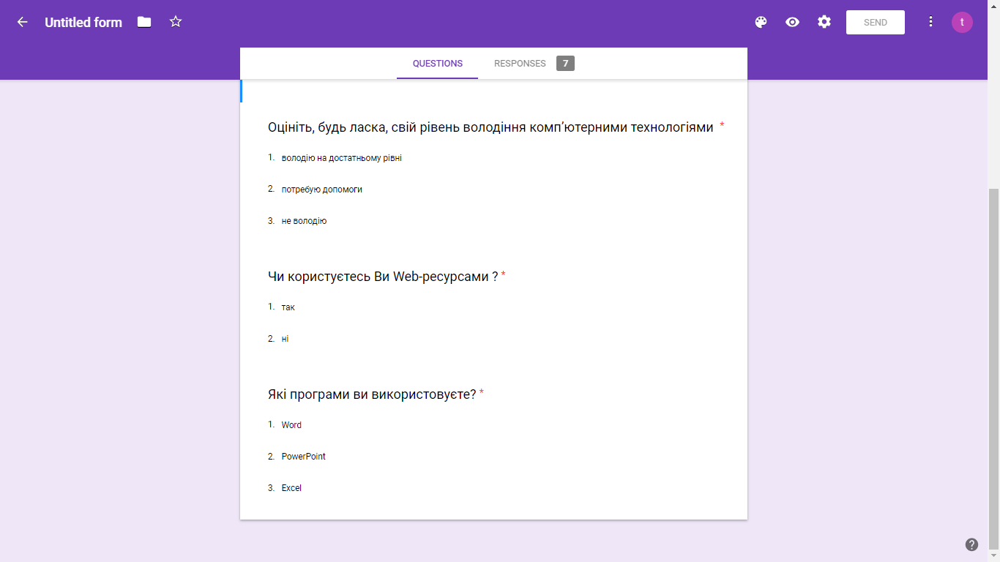 Untitled form
SEND
t
QUESTIONS RESPONSES 7
Оцініть, будь ласка, свій рівень володіння комп’ютерними технологіями *
1. володію на достатньому рівні
2. потребую допомоги
3. не володію
Чи користуєтесь Ви Web-ресурсами ? *
1. так
2. ні
Які програми ви використовуєте? *
1. Word
2. PowerPoint
3. Excel